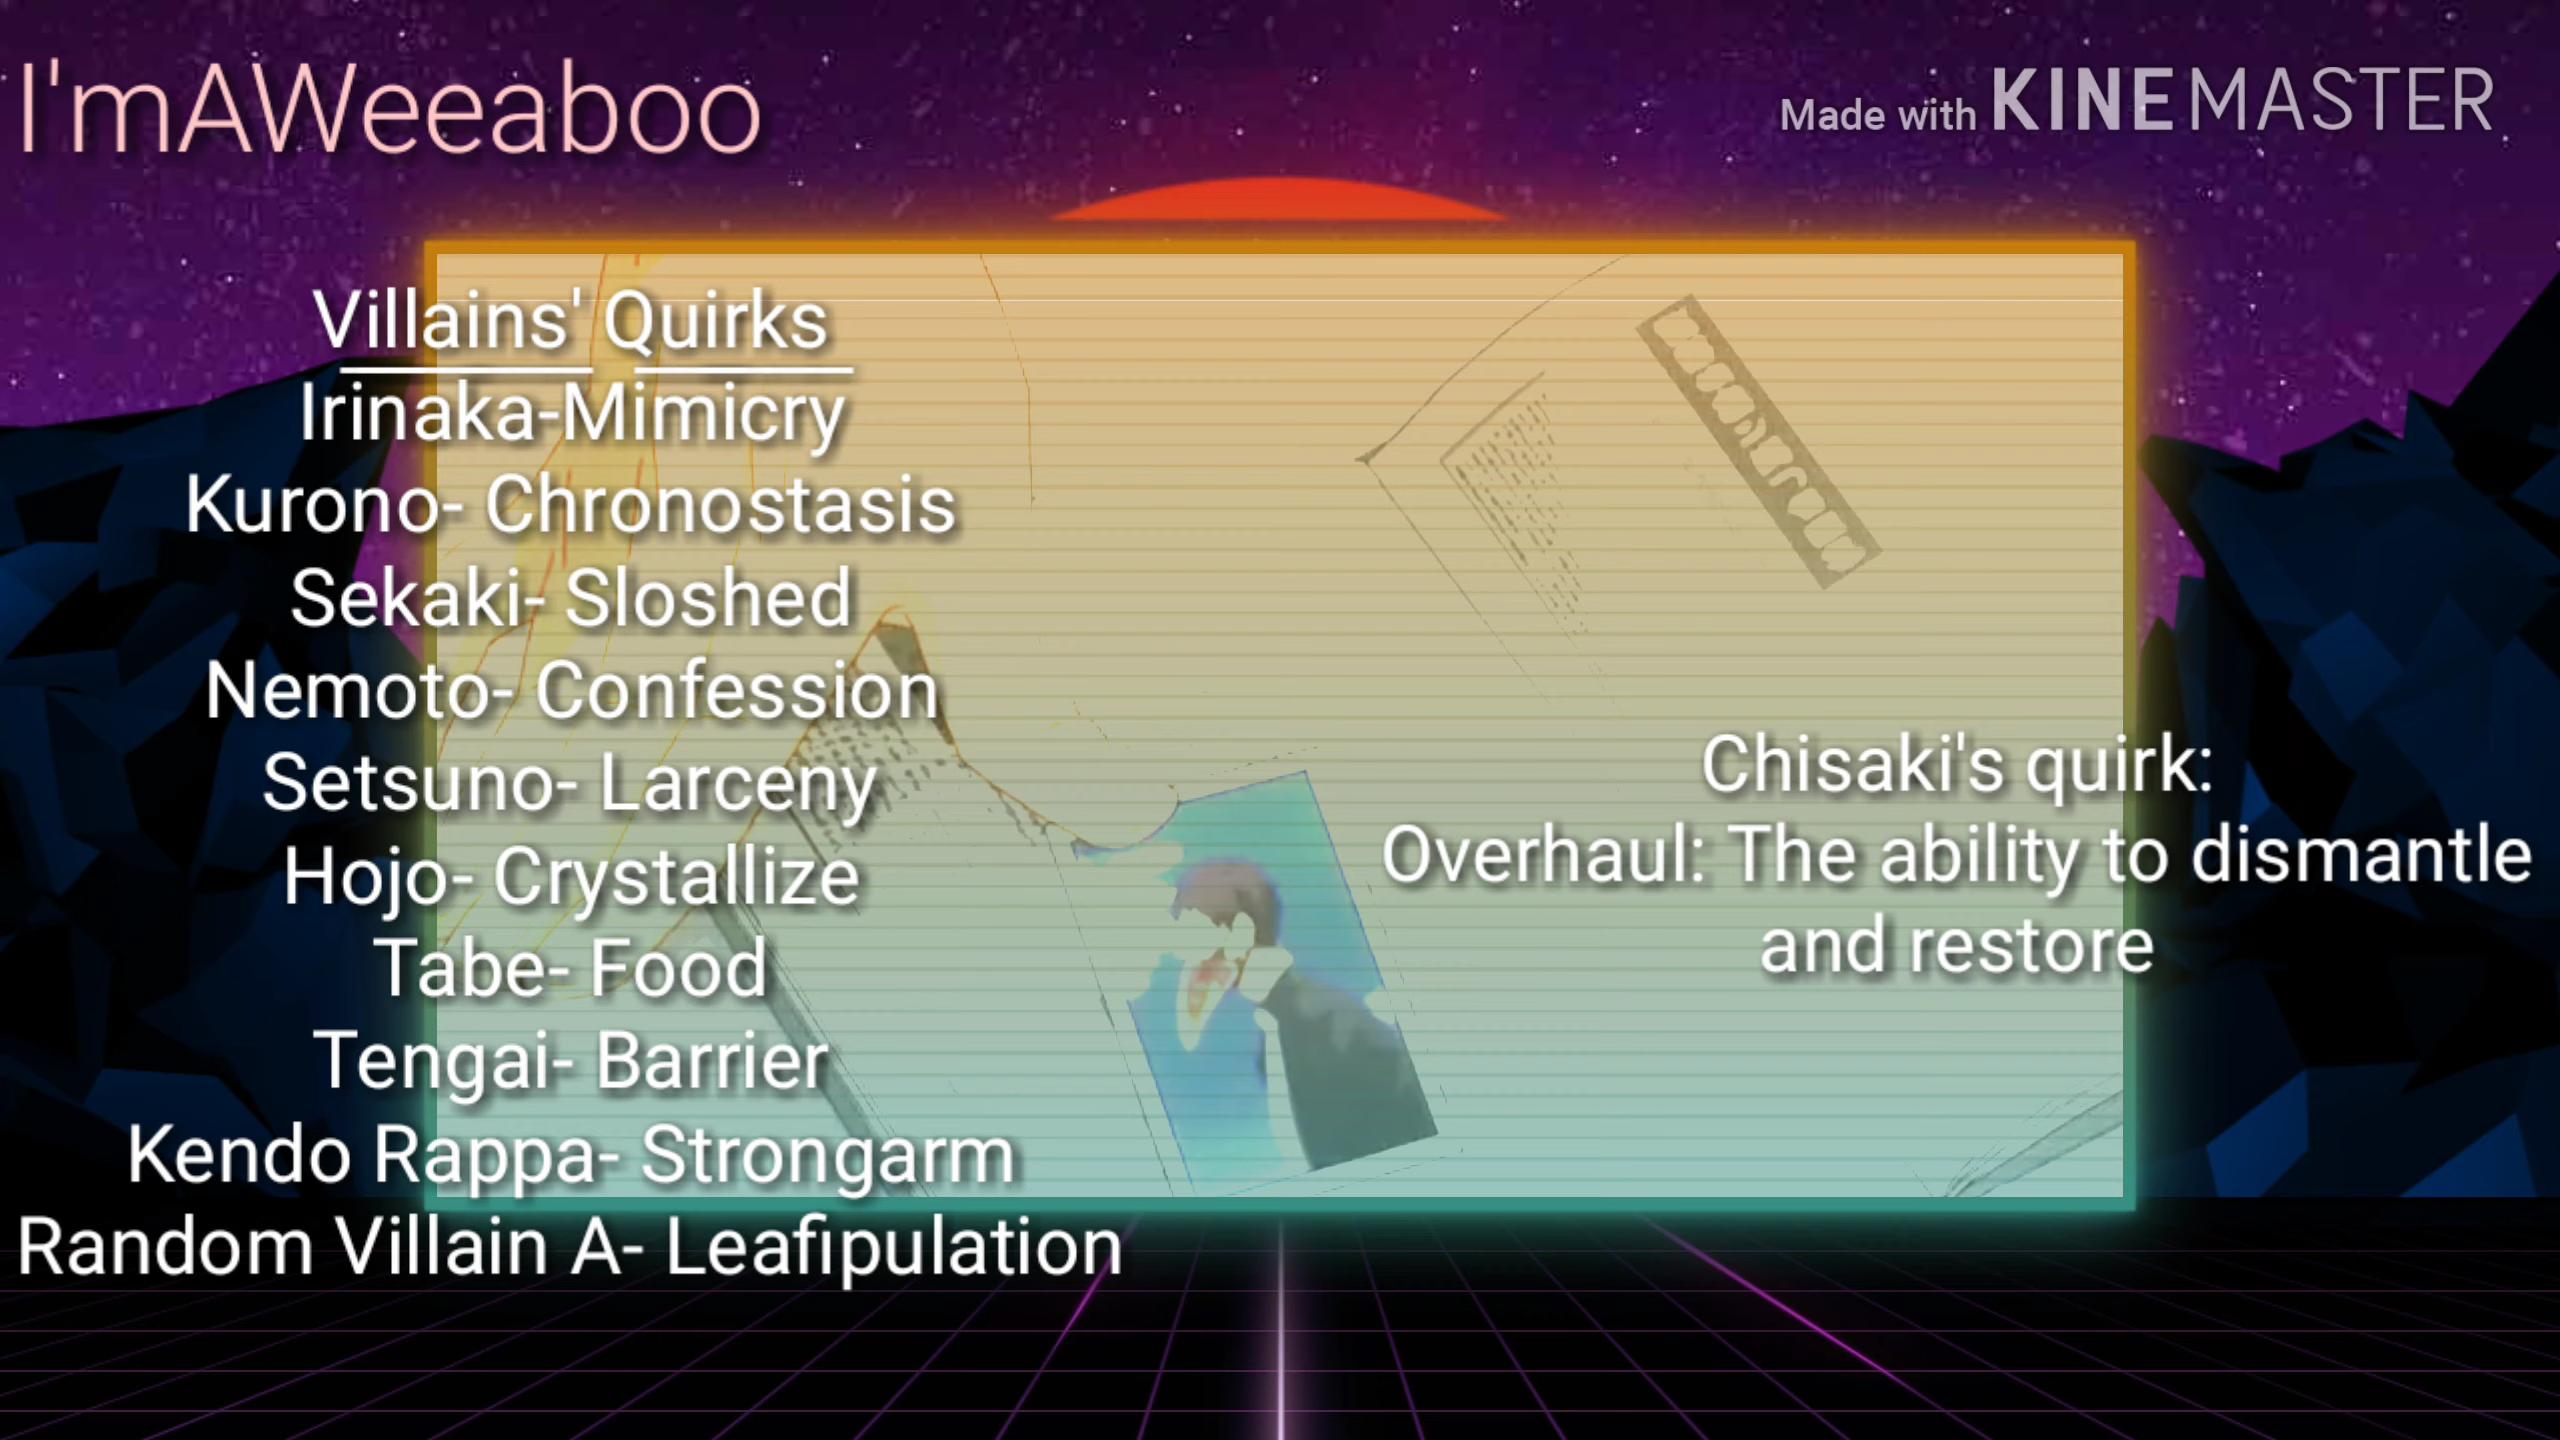 I'mAWeeaboo
Made with KINEMASTER
Villains' Quirks
Irinaka-Mimicry
Kurono- Chronostasis
Sekaki- Sloshed
Nemoto- Confession
Setsuno- Larceny
Hojo- Crystallize
Tabe- Food
Tengai- Barrier
Kendo Rappa- Strongarm
Random Villain A- Leafipulation
Chisaki's quirk:
Overhaul: The ability to dismantle
and restore